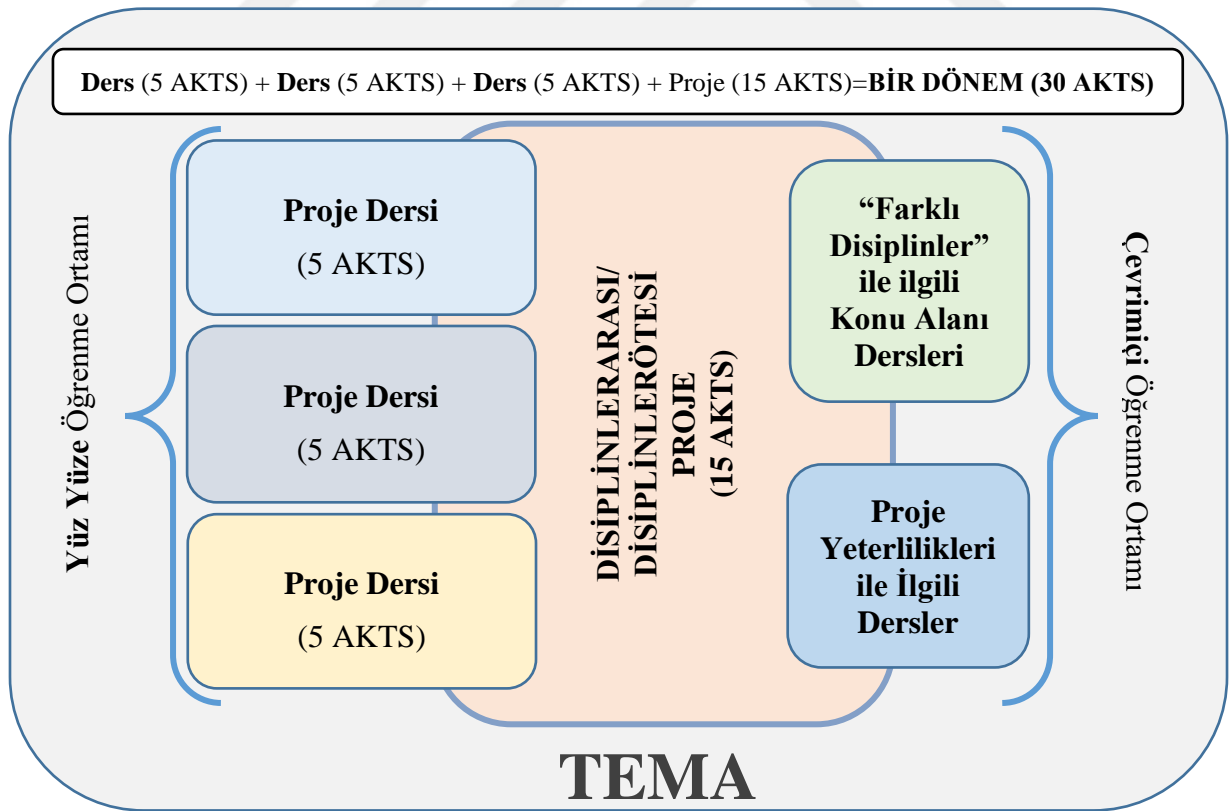 Ders (5 AKTS) + Ders (5 AKTS) + Ders (5 AKTS) + Proje (15 AKTS)=BİR DÖNEM (30 AKTS)
Yüz Yüze Öğrenme Ortamı
Proje Dersi
(5 AKTS)
Proje Dersi
(5 AKTS)
Proje Dersi
(5 AKTS)
DİSİPLİNLERARASI/
DİSİPLİNLERÖTESİ
PROJE
(15 AKTS)
“Farklı
Disiplinler”
ile ilgili
Konu Alanı
Dersleri
Proje
Yeterlilikleri
ile İlgili
Dersler
Çevrimiçi Öğrenme Ortamı
TEMA